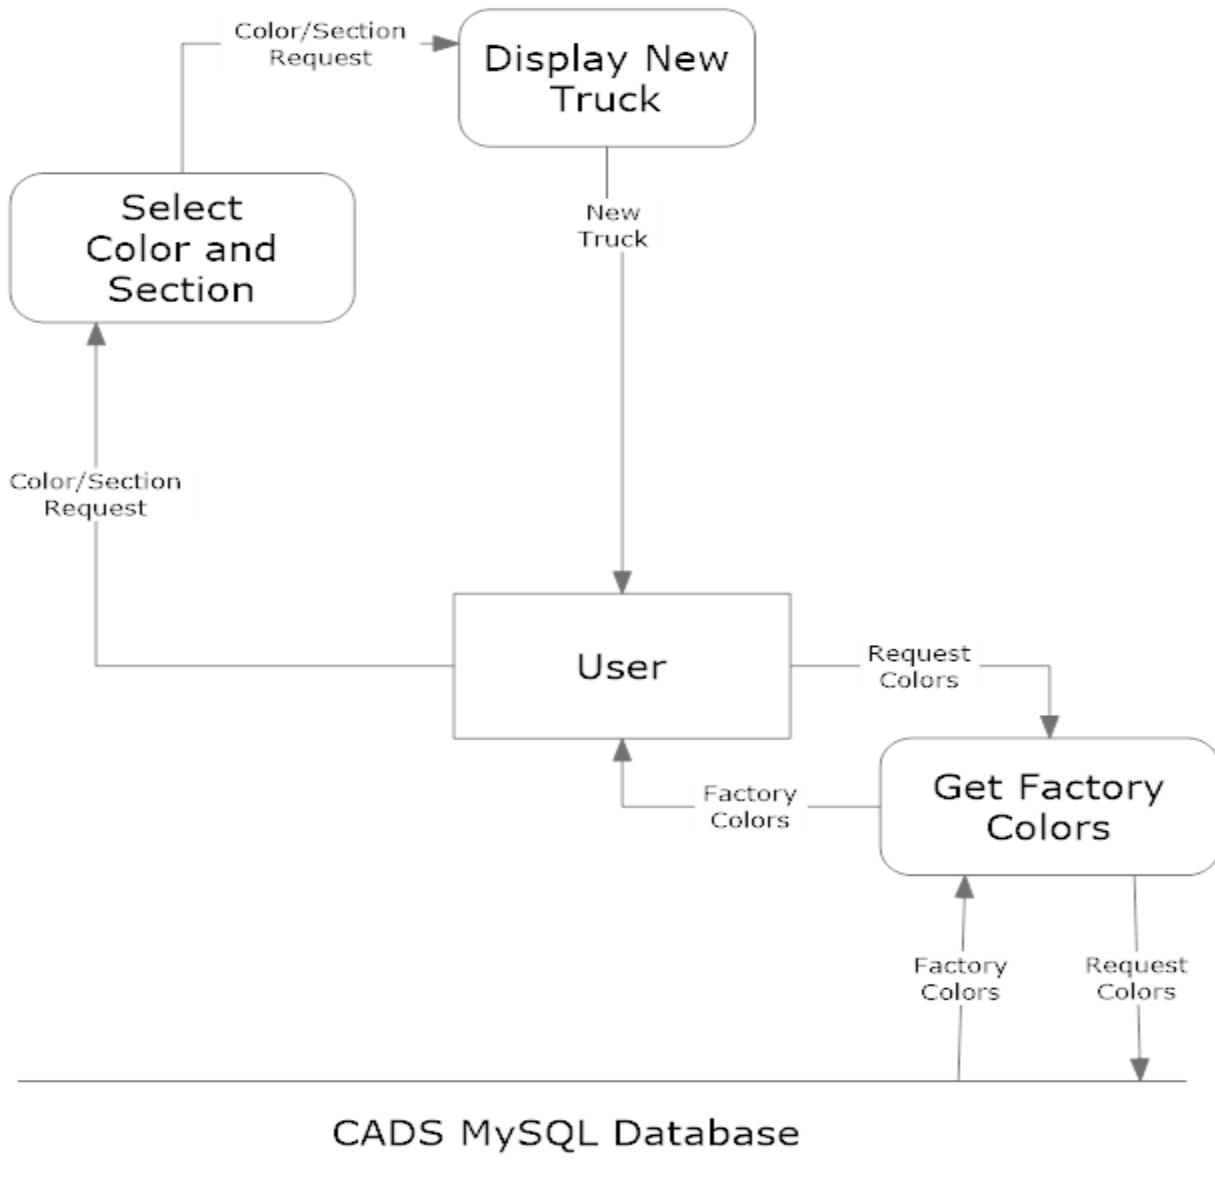 Color/Section
Request
Display New
Truck
Select
Color and
Section
New
Truck
Color/Section
Request
User
Request
Colors
Factory
Colors
Get Factory
Colors
Factory
Colors
Request
Colors
CADS MySQL Database